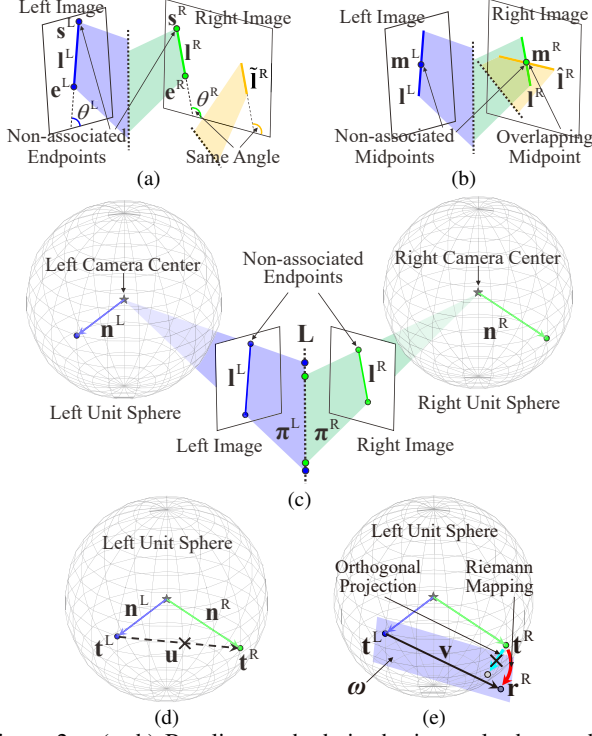 Left Image
Right Image
s^L
s^R
l^L
l^R
e^L
e^R
l̃^R
θ^L
θ^R
Non-associated
Endpoints
Same Angle
(a)
Left Image
Right Image
m^L
m^R
l^L
l^R
l̂^R
Non-associated
Midpoints
Overlapping
Midpoint
(b)
Left Camera Center
Non-associated
Endpoints
Right Camera Center
n^L
n^R
L
l^L
l^R
Left Unit Sphere
Right Unit Sphere
Left Image
π^L
π^R
Right Image
(c)
Left Unit Sphere
n^L
n^R
t^L
u
t^R
(d)
Left Unit Sphere
Orthogonal
Projection
Riemann
Mapping
t^L
v
t^R
ω
r^R
(e)